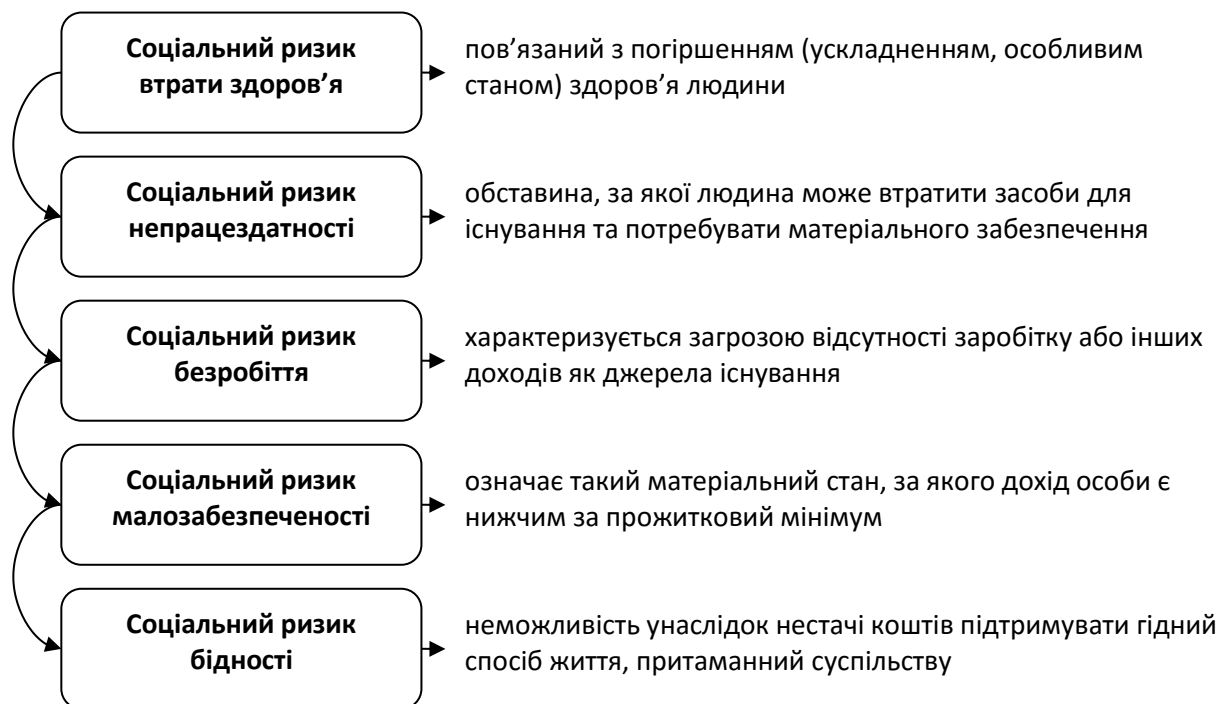 Соціальний ризик
втрати здоров’я
пов’язаний з погіршенням (ускладненням, особливим
станом) здоров’я людини
Соціальний ризик
непрацездатності
обставина, за якої людина може втратити засоби для
існування та потребувати матеріального забезпечення
Соціальний ризик
безробіття
характеризується загрозою відсутності заробітку або інших
доходів як джерела існування
Соціальний ризик
малозабезпеченості
означає такий матеріальний стан, за якого дохід особи є
нижчим за прожитковий мінімум
Соціальний ризик
бідності
неможливість унаслідок нестачі коштів підтримувати гідний
спосіб життя, притаманний суспільству